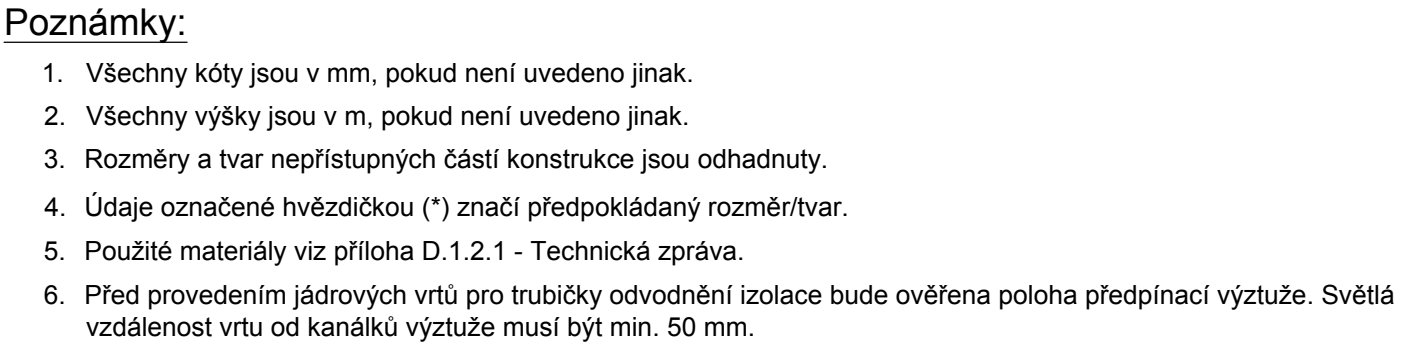 Poznámky:
1. Všechny kóty jsou v mm, pokud není uvedeno jinak.
2. Všechny výšky jsou v m, pokud není uvedeno jinak.
3. Rozměry a tvar nepřístupných částí konstrukce jsou odhadnuty.
4. Údaje označené hvězdičkou (*) značí předpokládaný rozměr/tvar.
5. Použité materiály viz příloha D.1.2.1 - Technická zpráva.
6. Před provedením jádrových vrtů pro trubičky odvodnění izolace bude ověřena poloha předpínací výztuže. Světlá
vzdálenost vrtu od kanálků výztuže musí být min. 50 mm.